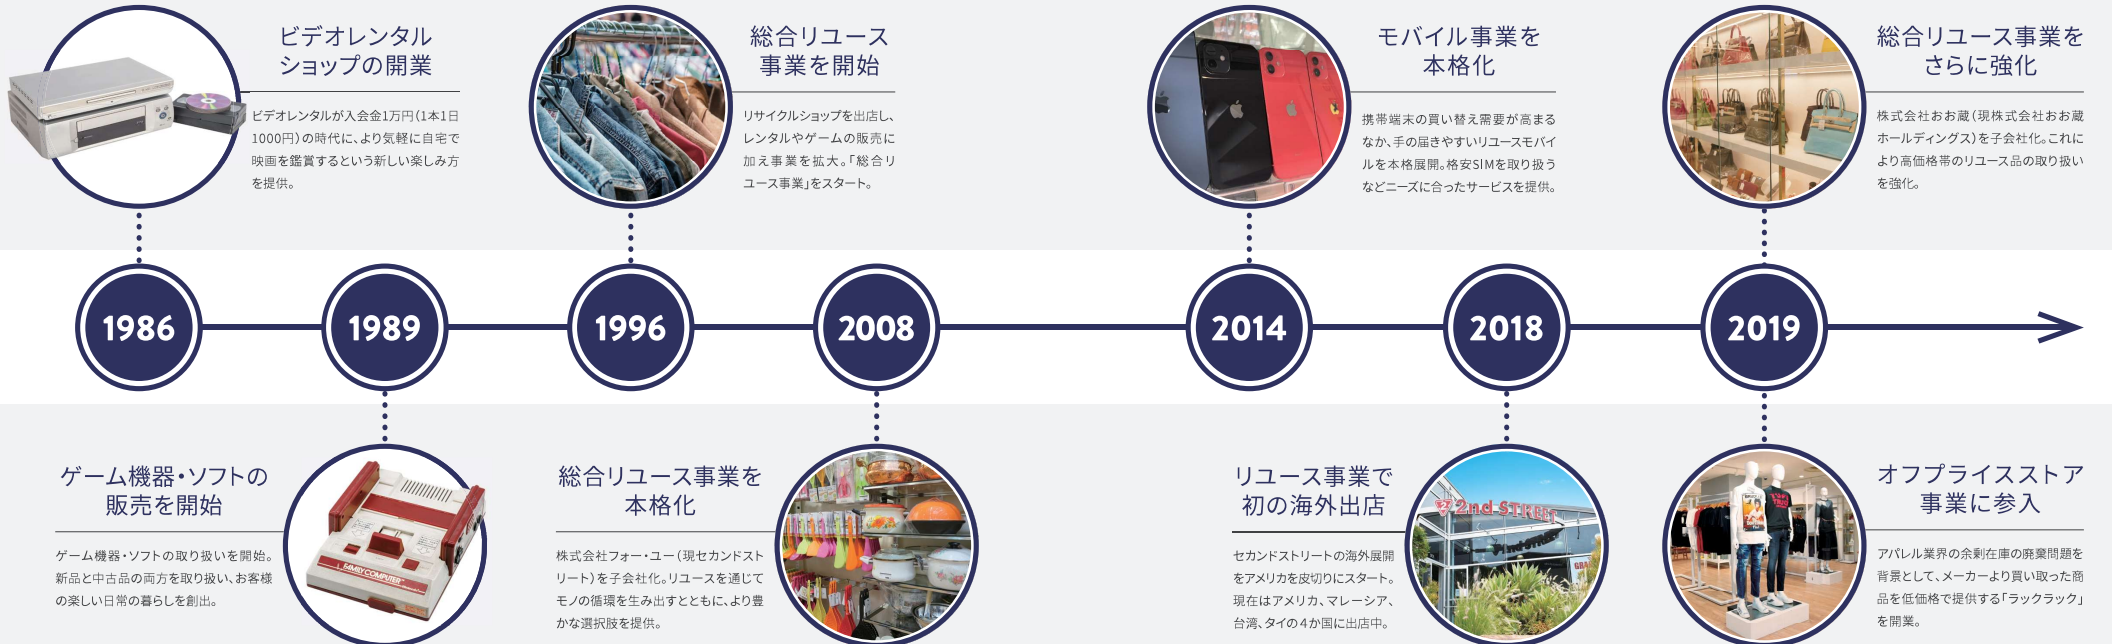 ビデオレンタル
ショップの開業
ビデオレンタルが入会金1万円（1本1日
1000円）の時代に、より気軽に自宅で
映画を鑑賞するという新しい楽しみ方
を提供。
総合リユース
事業を開始
リサイクルショップを出店し、
レンタルやゲームの販売に
加え事業を拡大。「総合リ
ユース事業」をスタート。
モバイル事業を
本格化
携帯端末の買い替え需要が高まる
なか、手の届きやすいリユースモバイ
ルを本格展開。格安SIMを取り扱う
などニーズに合ったサービスを提供。
総合リユース事業を
さらに強化
株式会社おお蔵（現株式会社おお蔵
ホールディングス）を子会社化。これに
より高価格帯のリユース品の取り扱い
を強化。
1986
1989
1996
2008
2014
2018
2019
ゲーム機器・ソフトの
販売を開始
ゲーム機器・ソフトの取り扱いを開始。
新品と中古品の両方を取り扱い、お客様
の楽しい日常の暮らしを創出。
FAMILY COMPUTER
総合リユース事業を
本格化
株式会社フォー・ユー（現セカンドスト
リート）を子会社化。リユースを通じて
モノの循環を生み出すとともに、より豊
かな選択肢を提供。
リユース事業で
初の海外出店
セカンドストリートの海外展開
をアメリカを皮切りにスタート。
現在はアメリカ、マレーシア、
台湾、タイの4か国に出店中。
2nd STREET
オフプライスストア
事業に参入
アパレル業界の余剰在庫の廃棄問題を
背景として、メーカーより買い取った商
品を低価格で提供する「ラックラック」
を開業。